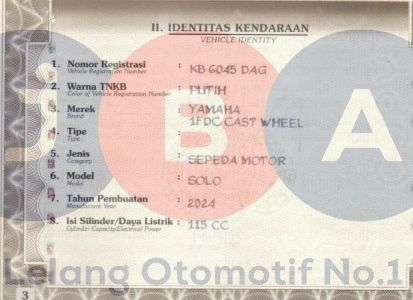 II. IDENTITAS KENDARAAN
VEHICLE IDENTITY
1. Nomor Registrasi : KB 6045 DAG
Vehicle Registration Number
2. Warna TNKB : PUTIH
Color of Vehicle Registration Number
3. Merek : YAMAHA
Brand
1FDC CAST WHEEL
4. Tipe :
Type
5. Jenis : SEPEDA MOTOR
Category
6. Model : SOLO
Model
7. Tahun Pembuatan : 2024
Manufacture Year
8. Isi Silinder/Daya Listrik : 115 CC
Cylinder Capacity/Electrical Power
BA
Lelang Otomotif No.1
3